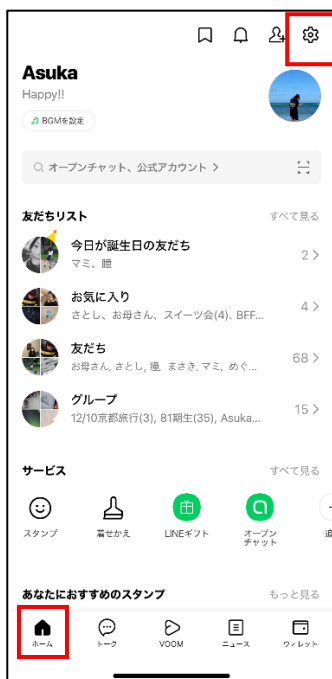 Asuka
Happy!!
BGMを設定
オープンチャット、公式アカウント >
友だちリスト
すべて見る
今日が誕生日の友だち
マミ、瞳
2 >
お気に入り
さとし、お母さん、スイーツ会(4)、BFF...
4 >
友だち
お母さん, さとし, 瞳, まさき, マミ, めぐ...
68 >
グループ
12/10京都旅行(3), 81期生(35), Asuka...
15 >
サービス
すべて見る
スタンプ
着せかえ
LINEギフト
オープン
チャット
追
あなたにおすすめのスタンプ
もっと見る
ホーム
トーク
VOOM
ニュース
ウォレット